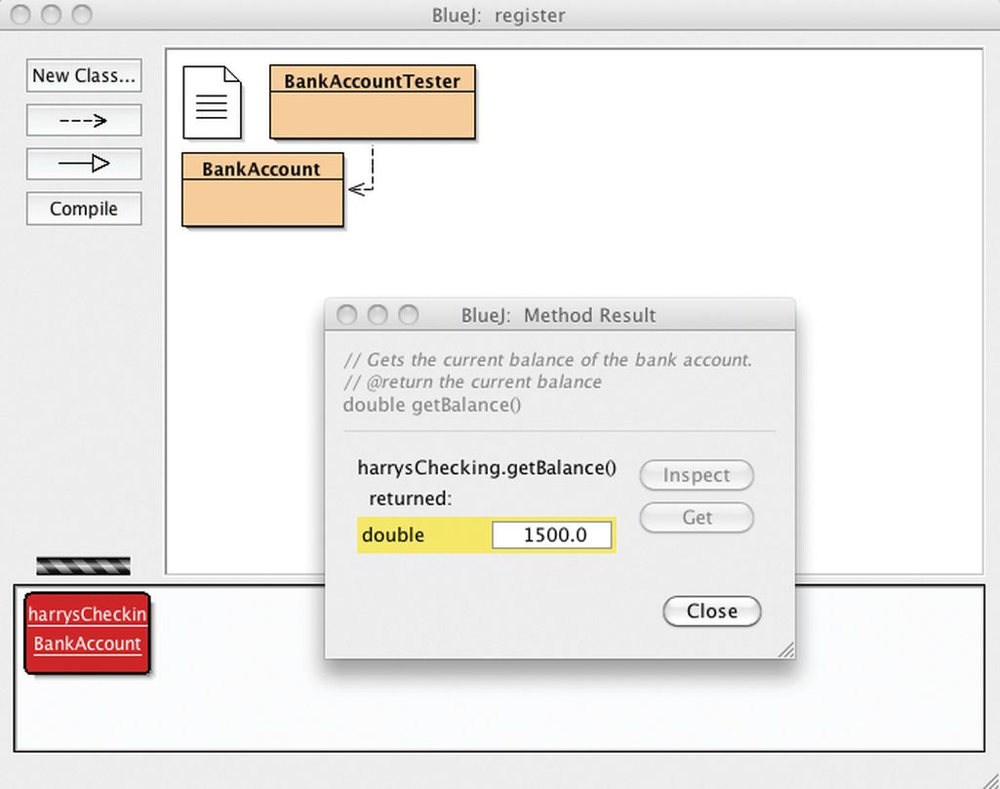 BlueJ: register
New Class...
Compile
BankAccountTester
BankAccount
BlueJ: Method Result
// Gets the current balance of the bank account.
// @return the current balance
double getBalance()
harrysChecking.getBalance()
returned:
double 1500.0
Inspect
Get
Close
harrysCheckin
BankAccount